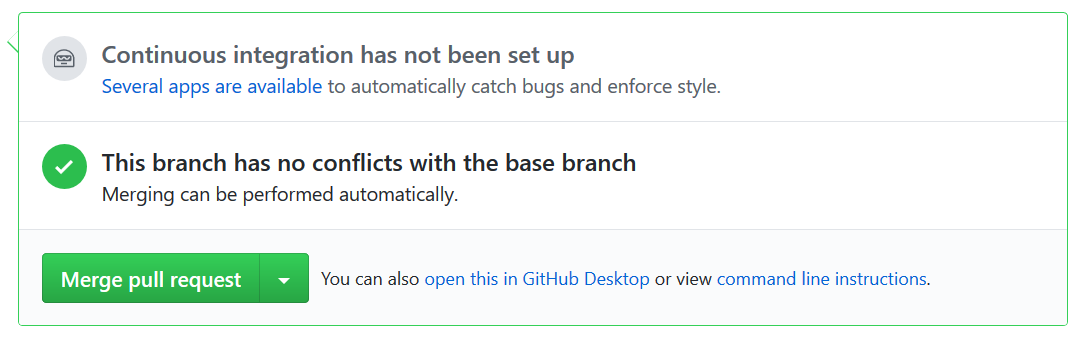 Continuous integration has not been set up
Several apps are available to automatically catch bugs and enforce style.
This branch has no conflicts with the base branch
Merging can be performed automatically.
Merge pull request
You can also open this in GitHub Desktop or view command line instructions.